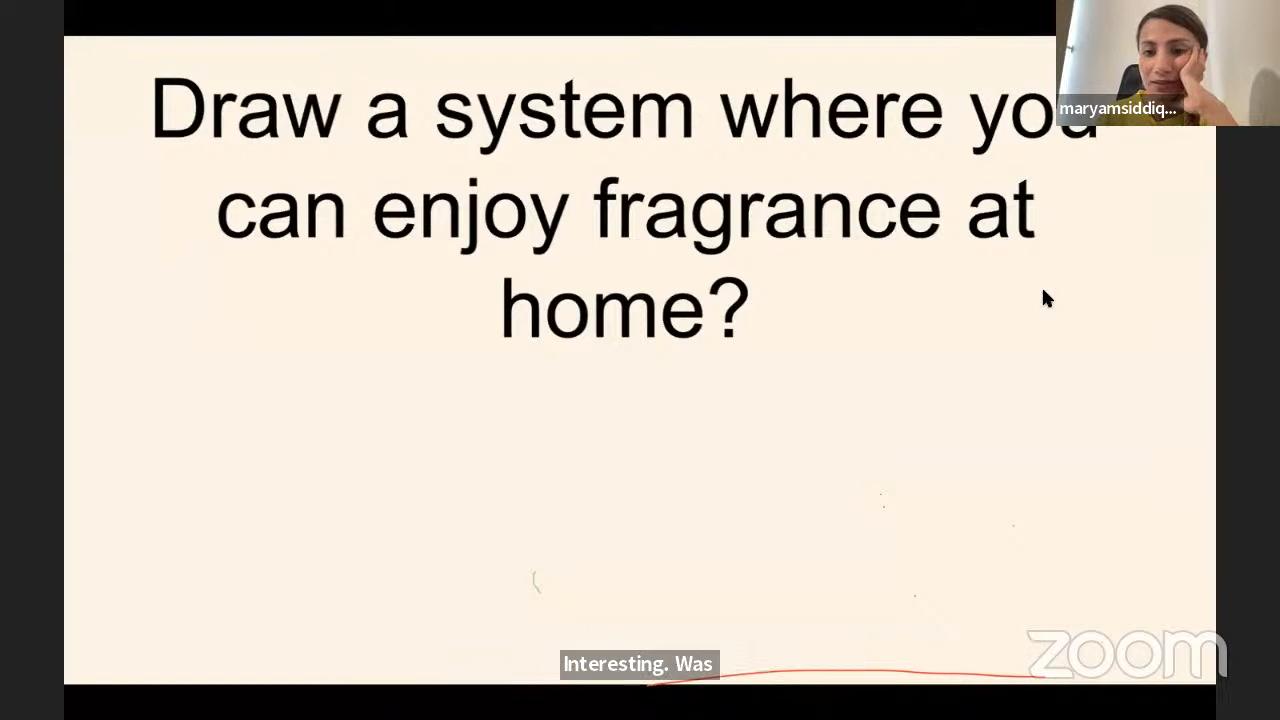 Draw a system where you
can enjoy fragrance at
home?
maryamsiddiq...
Interesting. Was
zoom